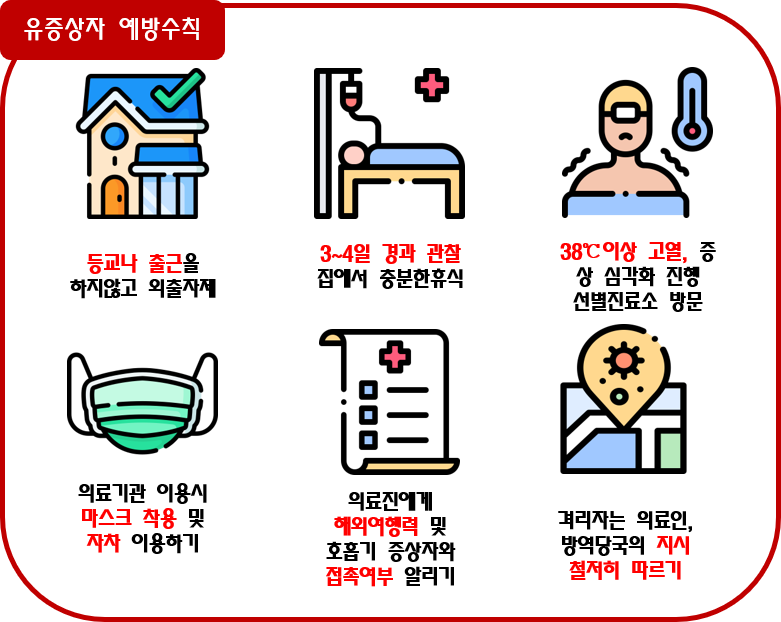 유증상자 예방수칙
등교나 출근을
하지않고 외출자제
3~4일 경과 관찰
집에서 충분한휴식
38℃이상 고열, 증
상 심각화 진행
선별진료소 방문
의료기관 이용시
마스크 착용 및
자차 이용하기
의료진에게
해외여행력 및
호흡기 증상자와
접촉여부 알리기
격리자는 의료인,
방역당국의 지시
철저히 따르기